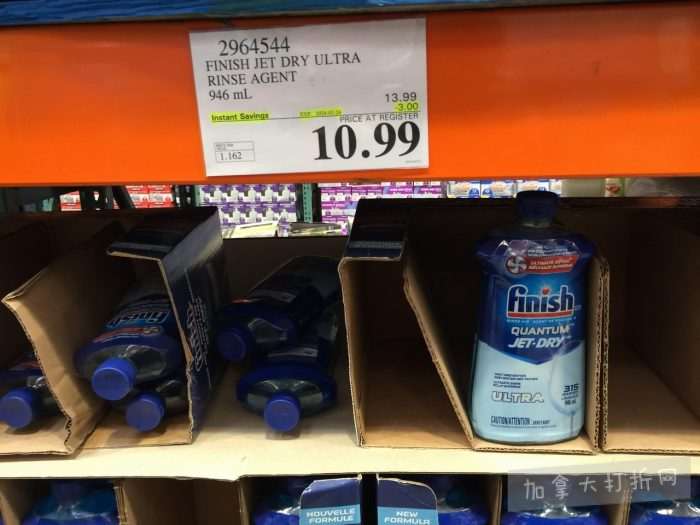 2964544
FINISH JET DRY ULTRA
RINSE AGENT
946 mL
13.99
Instant Savings
-3.00
PRICE AT REGISTER
10.99
1.162
finish
finish
QUANTUM
JET-DRY
ULTRA
315
CAUTION/ATTENTION
NOUVELLE
FORMULE
NEW
FORMULA
加拿大打折网